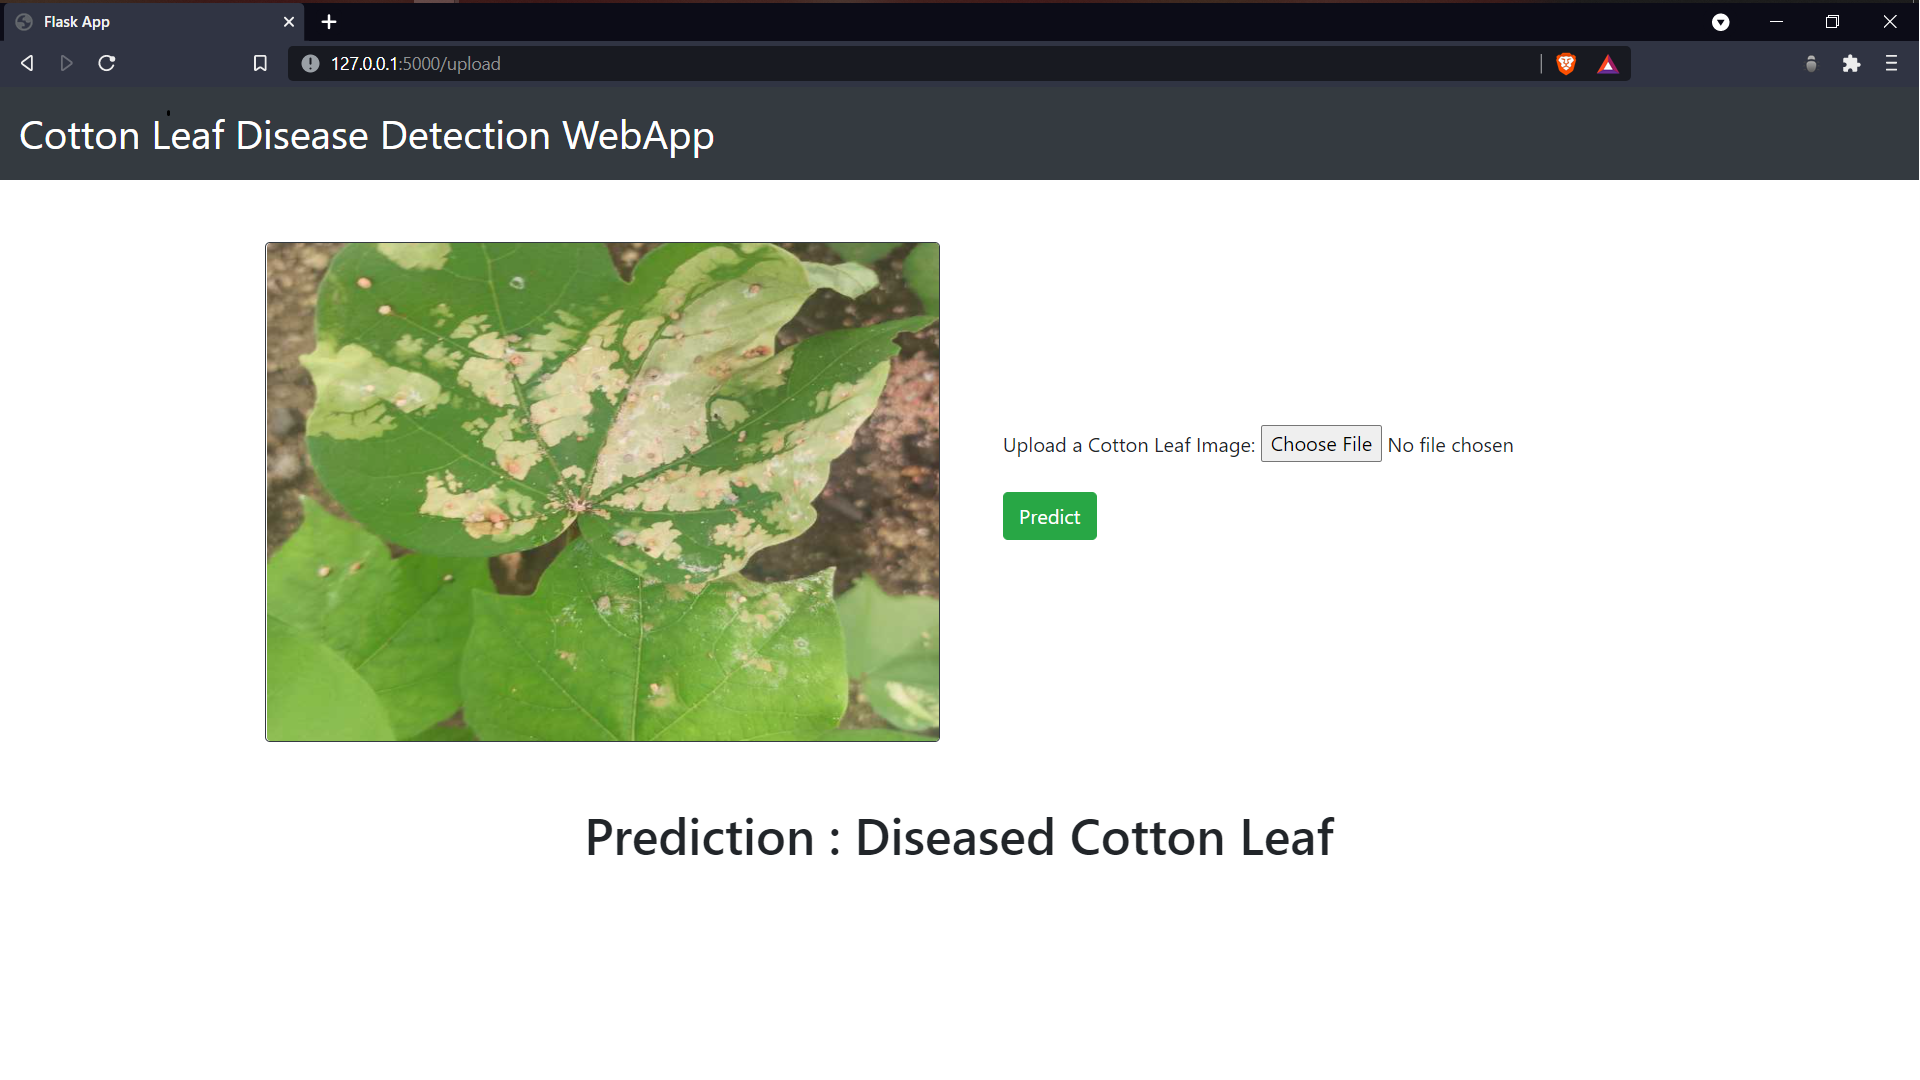 Flask App
127.0.0.1:5000/upload
Cotton Leaf Disease Detection WebApp
Upload a Cotton Leaf Image: Choose File No file chosen
Predict
Prediction : Diseased Cotton Leaf